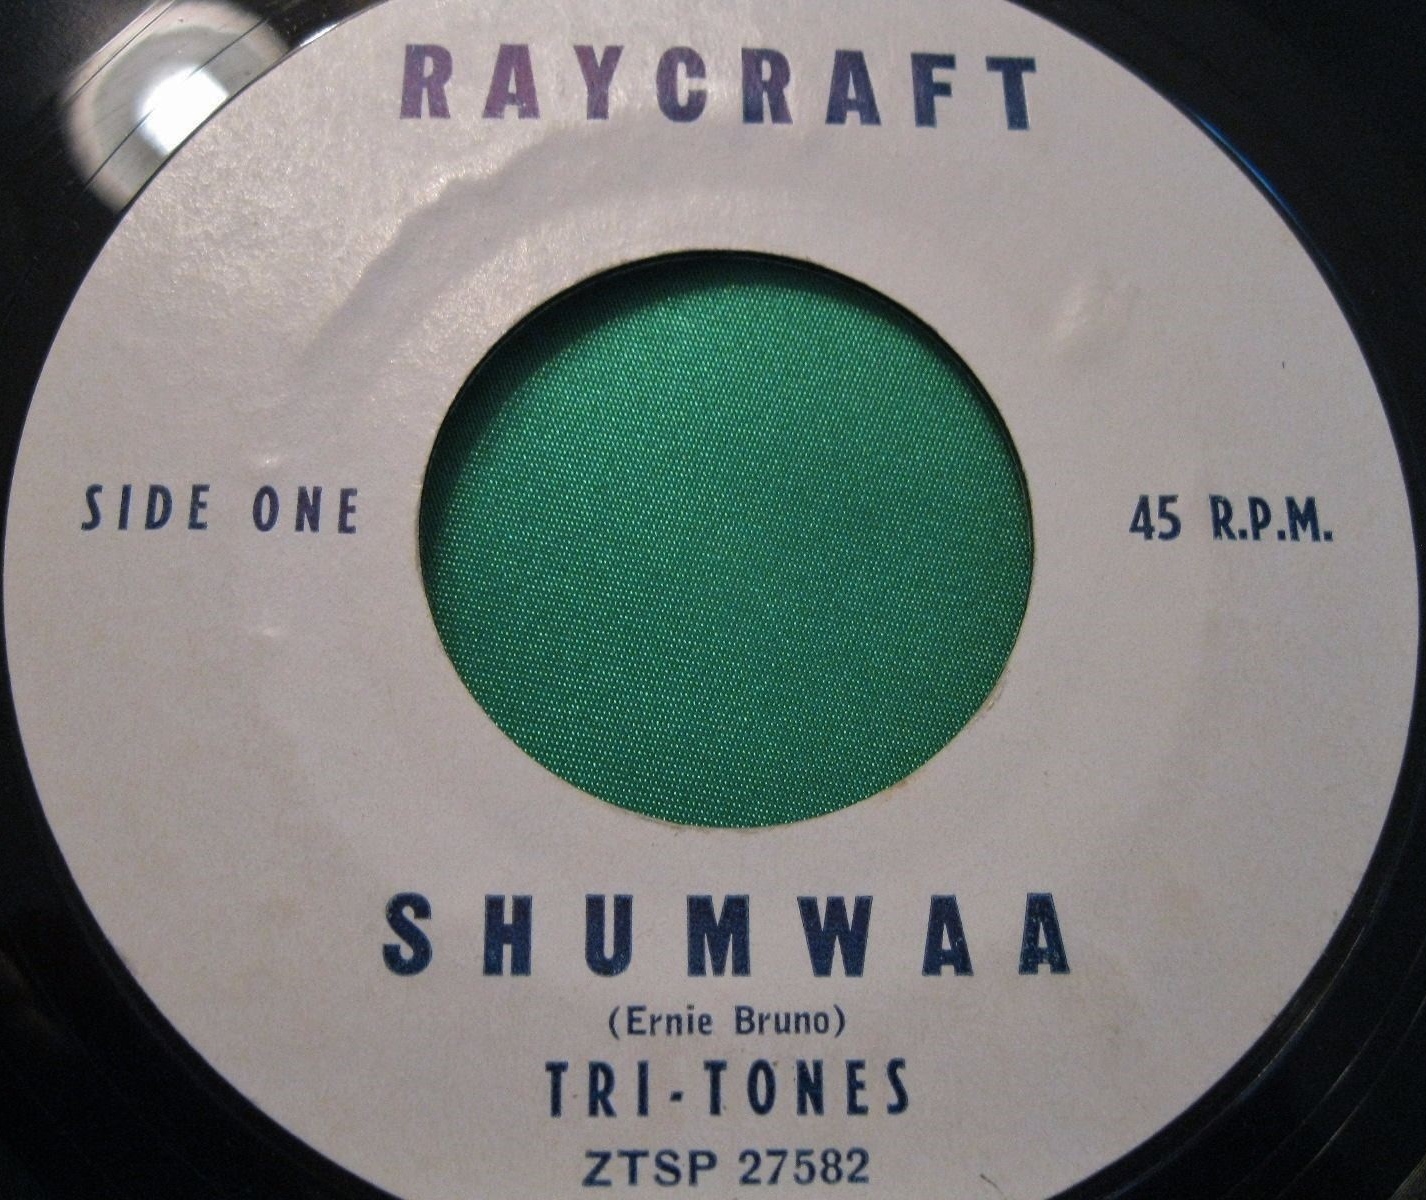 RAYCRAFT
SIDE ONE
45 R.P.M.
SHUMWAA
(Ernie Bruno)
TRI-TONES
ZTSP 27582